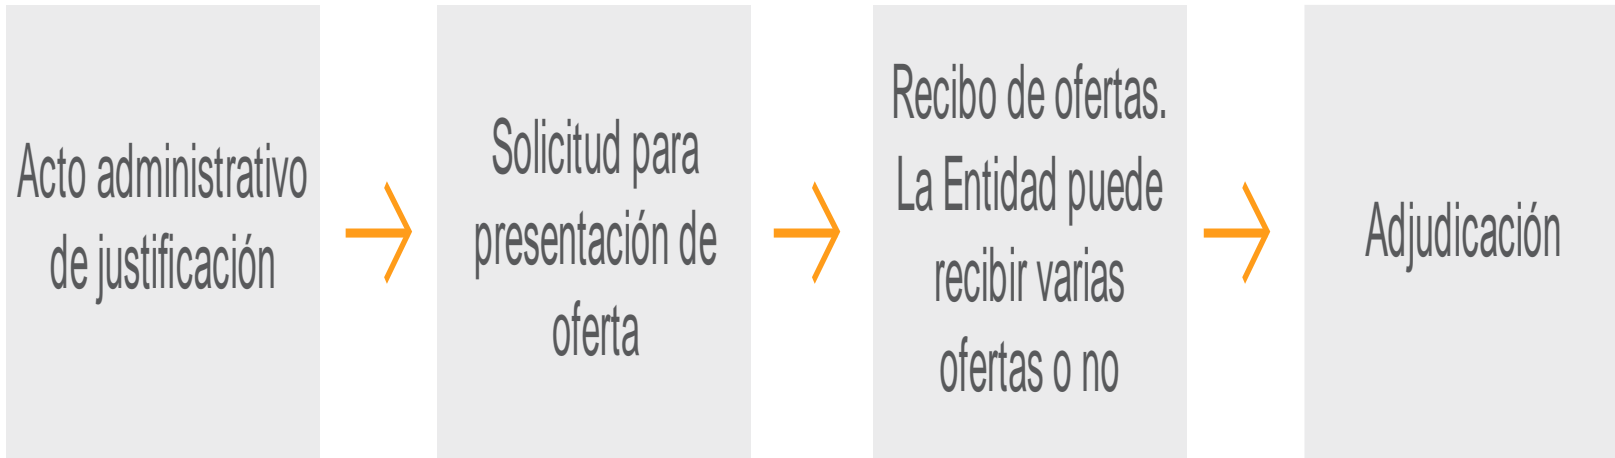 Acto administrativo
de justificación
Solicitud para
presentación de
oferta
Recibo de ofertas.
La Entidad puede
recibir varias
ofertas o no
Adjudicación